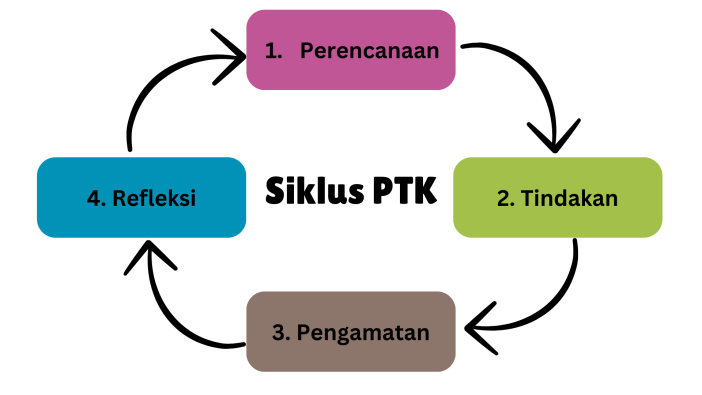 1. Perencanaan
Siklus PTK
2. Tindakan
3. Pengamatan
4. Refleksi